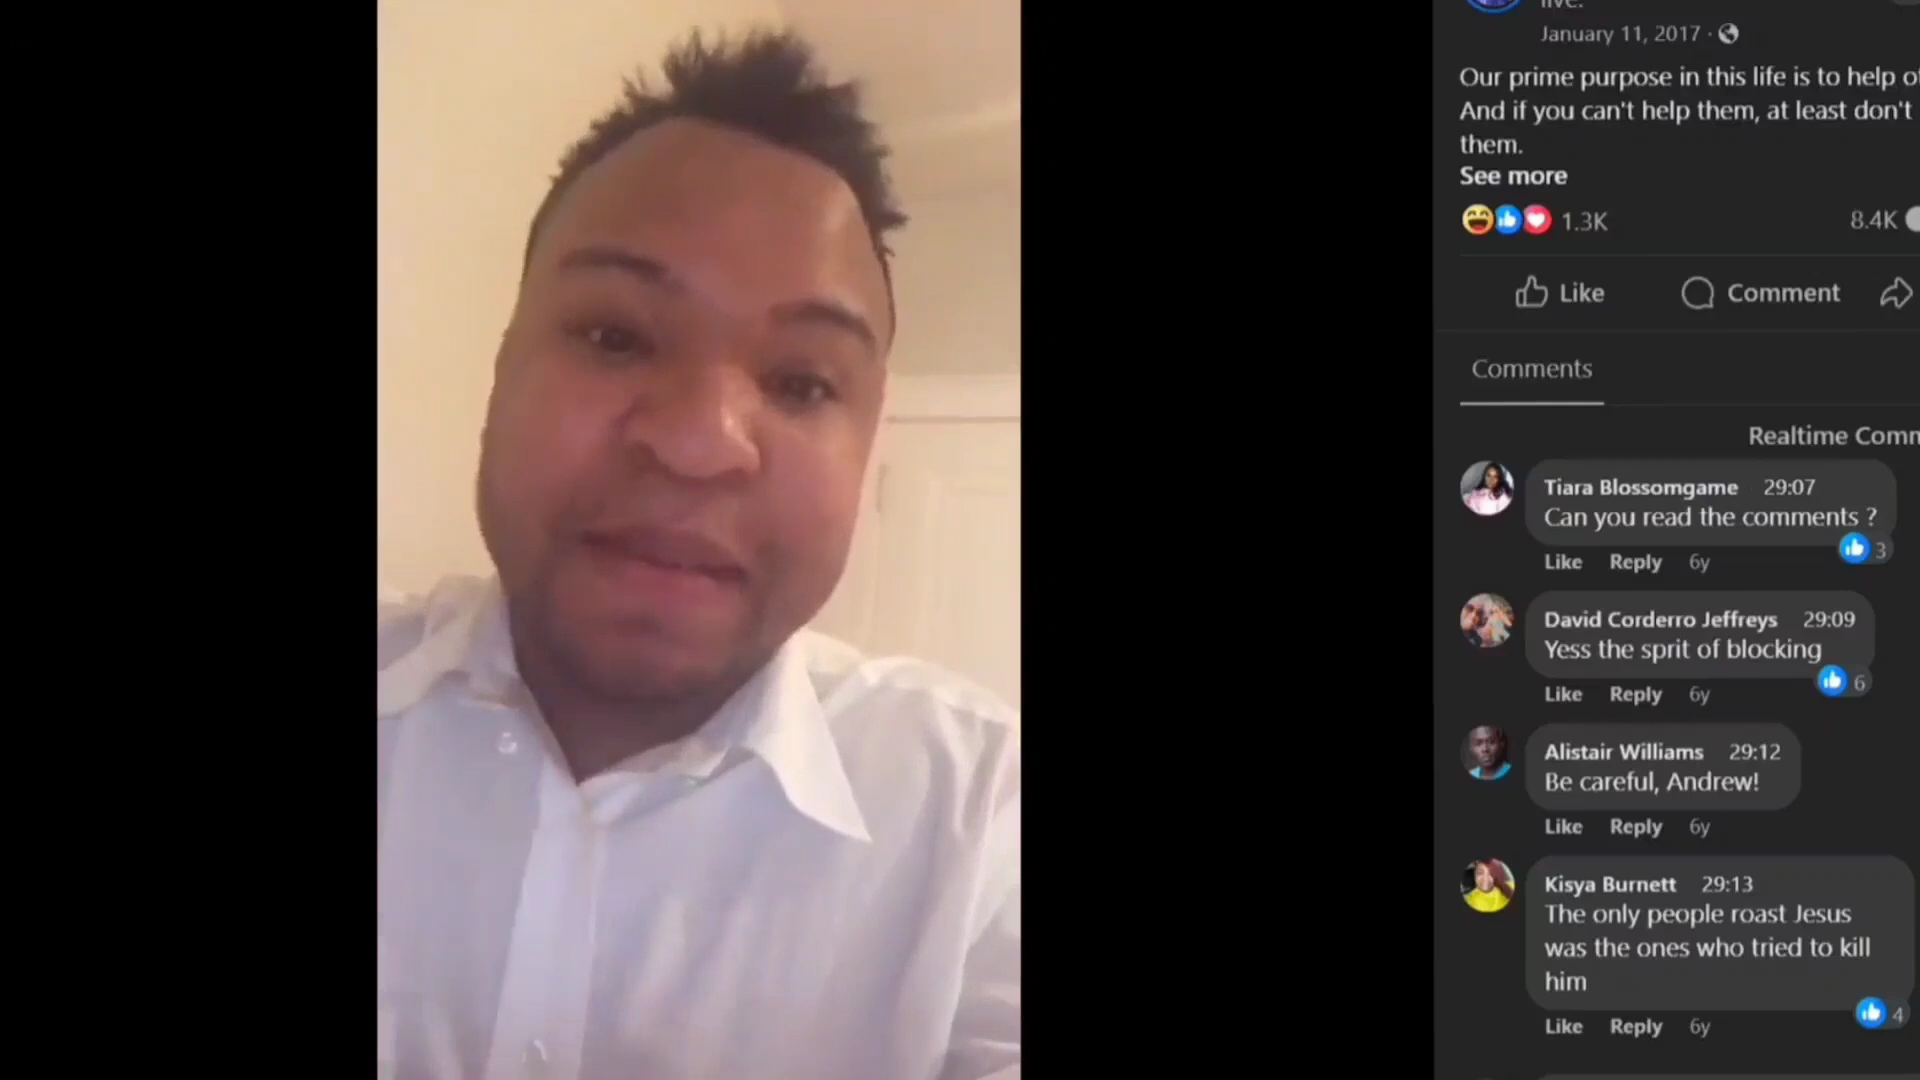 live.
January 11, 2017 ·
Our prime purpose in this life is to help
And if you can't help them, at least don't
them.
See more
1.3K
8.4K
Like
Comment
Comments
Realtime
Tiara Blossomgame 29:07
Can you read the comments ?
3
Like Reply 6y
David Corderro Jeffreys 29:09
Yess the sprit of blocking
6
Like Reply 6y
Alistair Williams 29:12
Be careful, Andrew!
Like Reply 6y
Kisya Burnett 29:13
The only people roast Jesus
was the ones who tried to kill
him
4
Like Reply 6y